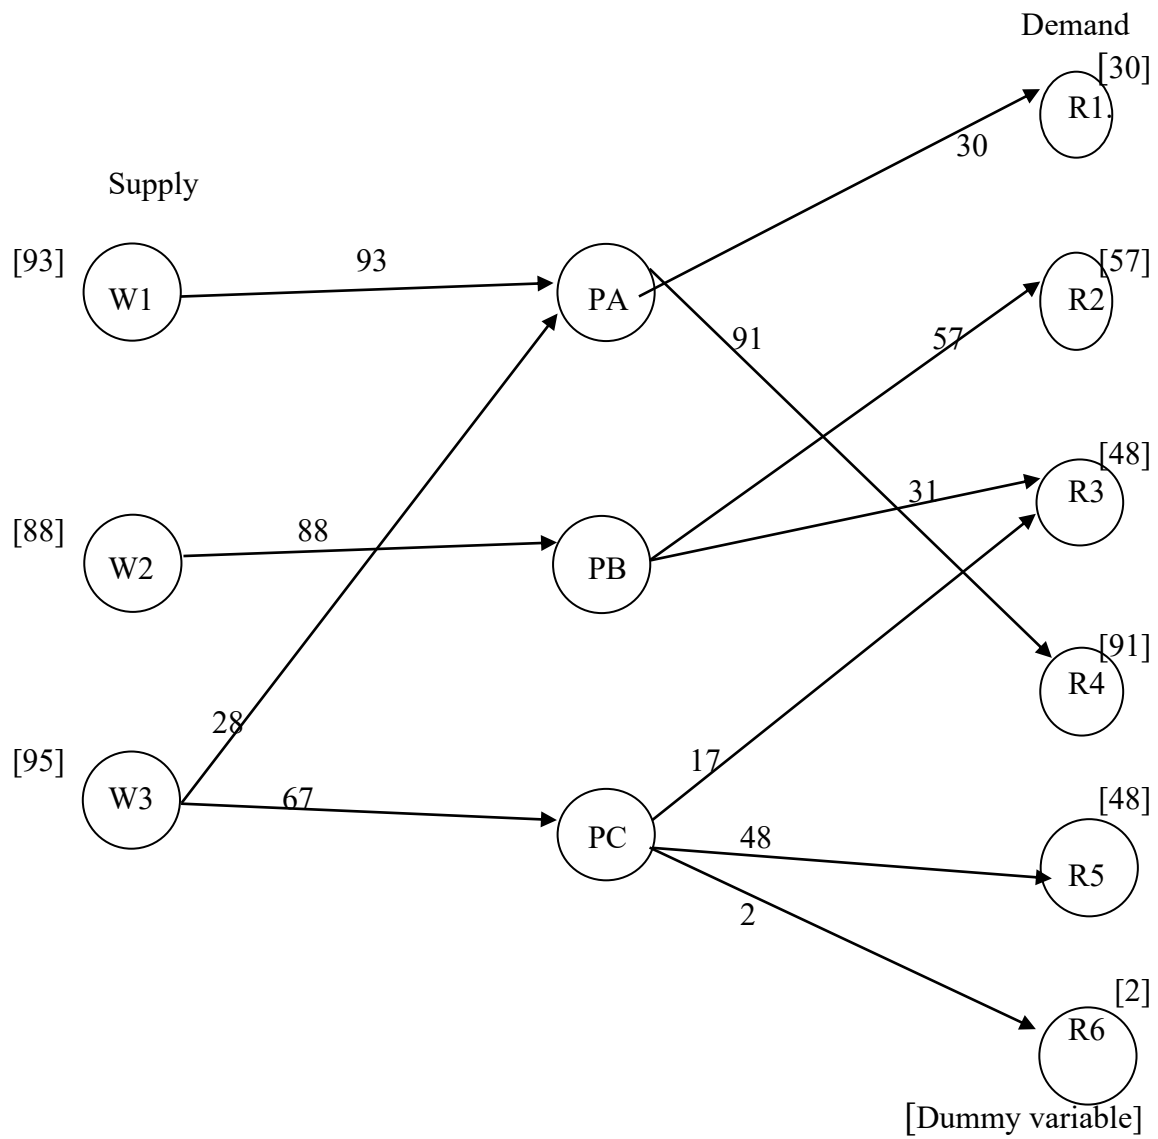 Demand
[30]
R1.
30
Supply
[93]
93
[57]
W1
PA
R2
91
57
[48]
31
R3
[88]
88
W2
PB
[91]
R4
28
[95]
17
W3
67
[48]
PC
48
R5
2
[2]
R6
[Dummy variable]